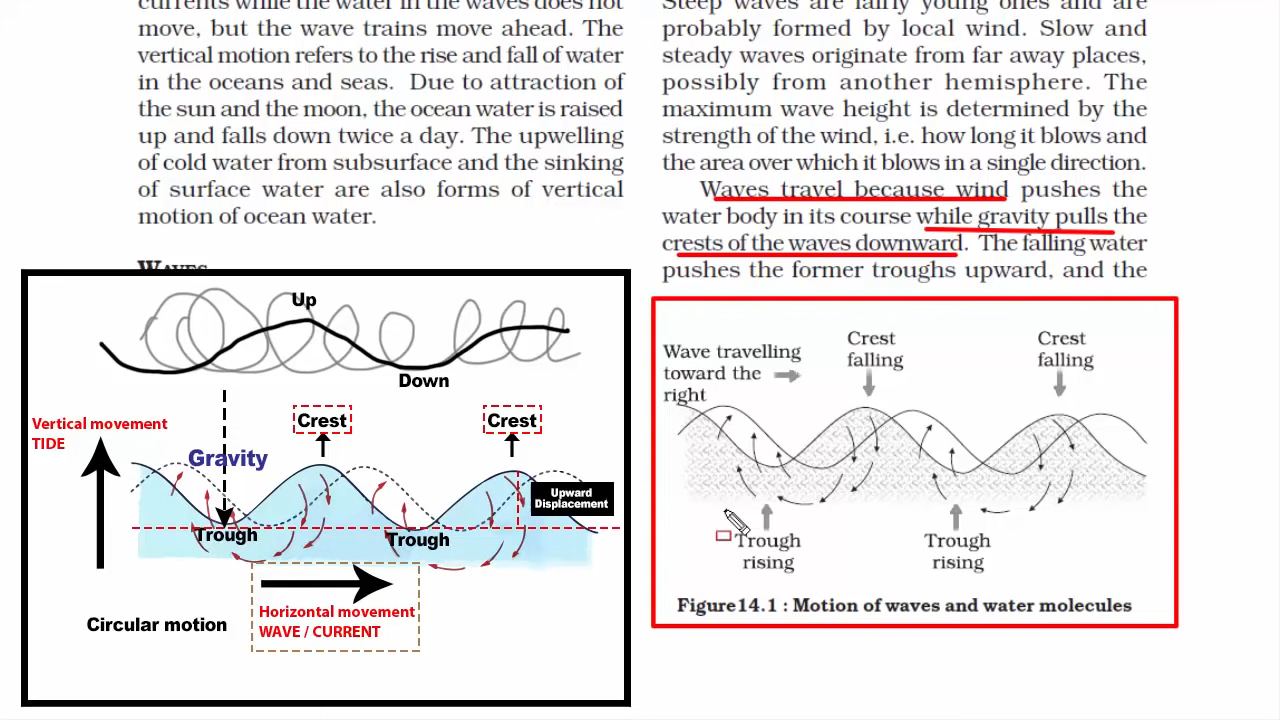 currents while the water in the waves does not
move, but the wave trains move ahead. The
vertical motion refers to the rise and fall of water
in the oceans and seas. Due to attraction of
the sun and the moon, the ocean water is raised
up and falls down twice a day. The upwelling
of cold water from subsurface and the sinking
of surface water are also forms of vertical
motion of ocean water.
WAVES
Up
Down
Vertical movement
TIDE
Crest
Crest
Gravity
Upward
Displacement
Trough
Trough
Horizontal movement
WAVE / CURRENT
Circular motion
Steep waves are fairly young ones and are
probably formed by local wind. Slow and
steady waves originate from far away places,
possibly from another hemisphere. The
maximum wave height is determined by the
strength of the wind, i.e. how long it blows and
the area over which it blows in a single direction.
Waves travel because wind pushes the
water body in its course while gravity pulls the
crests of the waves downward. The falling water
pushes the former troughs upward, and the
Wave travelling
toward the
right
Crest
falling
Crest
falling
Trough
rising
Trough
rising
Figure14.1 : Motion of waves and water molecules